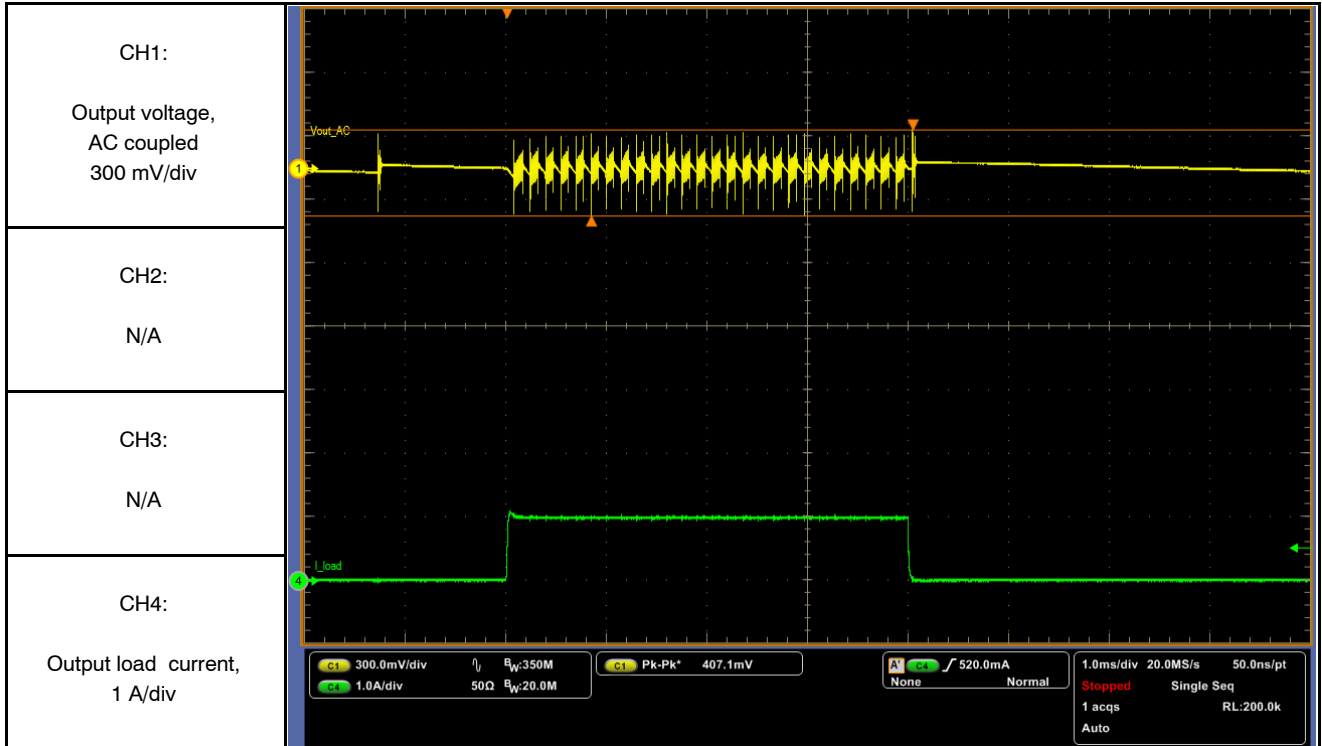 CH1:
Output voltage,
AC coupled
300 mV/div
CH2:
N/A
CH3:
N/A
CH4:
Output load current,
1 A/div
Vout_AC
1
I_load
4
C1 300.0mV/div BW:350M
C4 1.0A/div 50Ω BW:20.0M
C1 Pk-Pk* 407.1mV
A' C4 520.0mA
None Normal
1.0ms/div 20.0MS/s 50.0ns/pt
Stopped Single Seq
1 acqs RL:200.0k
Auto